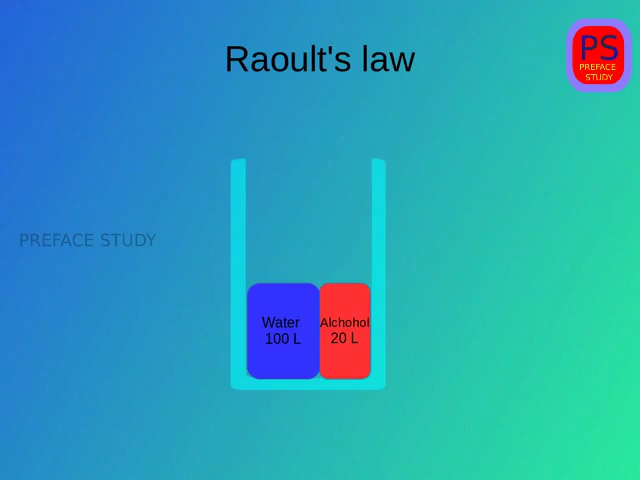 Raoult's law
PS
PREFACE
STUDY
PREFACE STUDY
Water
100 L
Alchohol
20 L